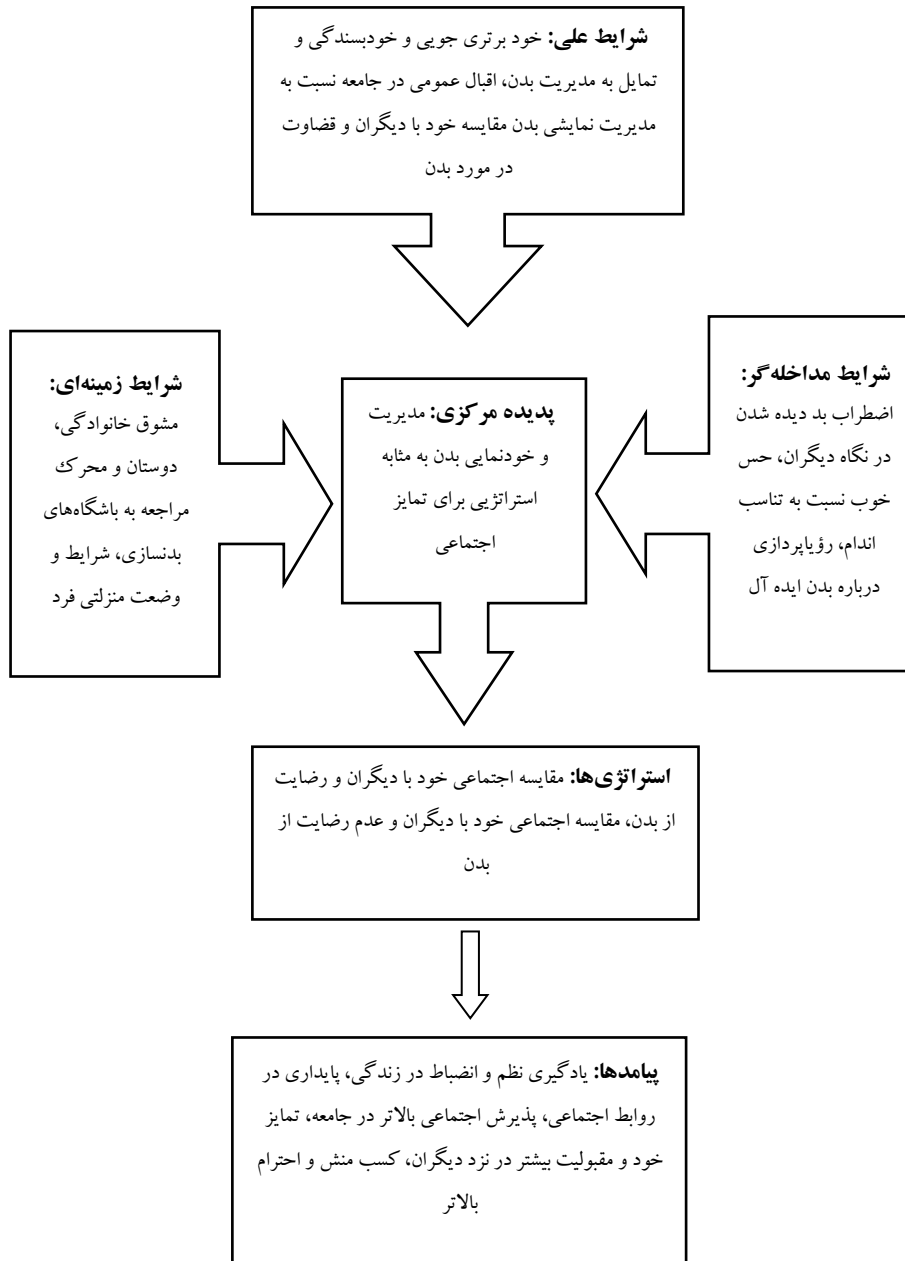 شرایط علی: خود برتری جویی و خودبسندگی و
تمایل به مدیریت بدن، اقبال عمومی در جامعه نسبت به
مدیریت نمایشی بدن مقایسه خود با دیگران و قضاوت
در مورد بدن
شرایط مداخله‌گر:
اضطراب بد دیده شدن
در نگاه دیگران، حس
خوب نسبت به تناسب
اندام، رؤیاپردازی
درباره بدن ایده آل
پدیده مرکزی: مدیریت
و خودنمایی بدن به مثابه
استراتژیی برای تمایز
اجتماعی
شرایط زمینه‌ای:
مشوق خانوادگی،
دوستان و محرک
مراجعه به باشگاه‌های
بدنسازی، شرایط و
وضعت منزلتی فرد
استراتژی‌ها: مقایسه اجتماعی خود با دیگران و رضایت
از بدن، مقایسه اجتماعی خود با دیگران و عدم رضایت از
بدن
پیامدها: یادگیری نظم و انضباط در زندگی، پایداری در
روابط اجتماعی، پذیرش اجتماعی بالاتر در جامعه، تمایز
خود و مقبولیت بیشتر در نزد دیگران، کسب منش و احترام
بالاتر